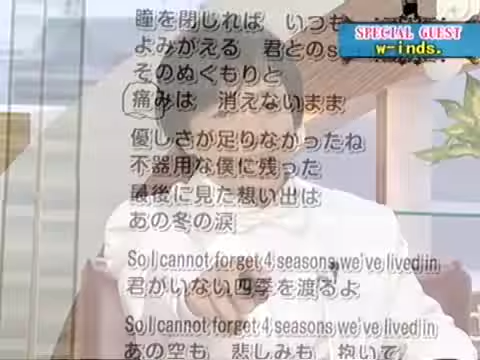 SPECIAL GUEST
w-inds.
瞳を閉じれば いつも
よみがえる 君とのs
そのぬくもりと
痛みは 消えないまま
優しさが足りなかったね
不器用な僕に残った
最後に見た想い出は
あの冬の涙
So I cannot forget 4 seasons we've lived in
君がいない四季を渡るよ
So I cannot forget 4 seasons we've lived in
あの空も 悲しみも 抱いて